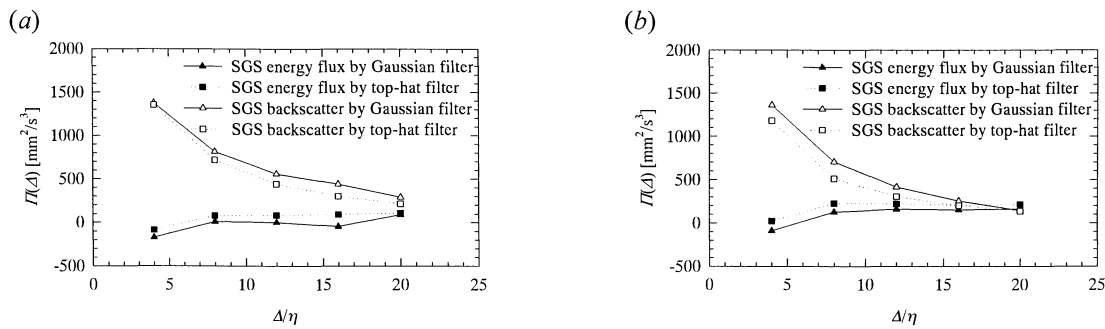 (a)
2000
1500
1000
500
0
-500
0 5 10 15 20 25
Π(Δ) [mm²/s³]
Δ/η
SGS energy flux by Gaussian filter
SGS energy flux by top-hat filter
SGS backscatter by Gaussian filter
SGS backscatter by top-hat filter
(b)
2000
1500
1000
500
0
-500
0 5 10 15 20 25
Π(Δ) [mm²/s³]
Δ/η
SGS energy flux by Gaussian filter
SGS energy flux by top-hat filter
SGS backscatter by Gaussian filter
SGS backscatter by top-hat filter